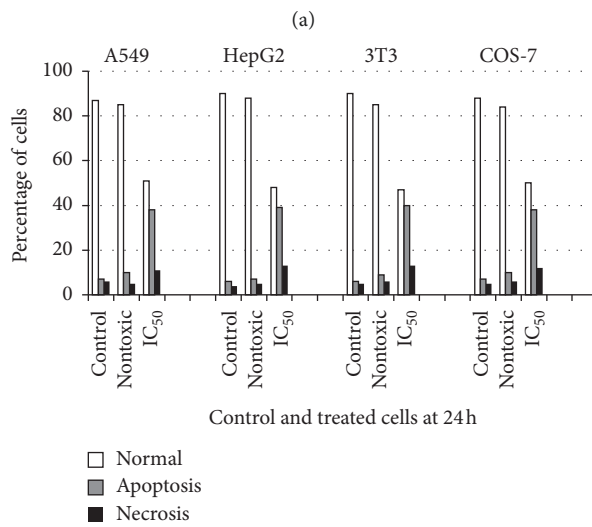 (a)
A549 HepG2 3T3 COS-7
100
80
60
40
20
0
Percentage of cells
Control Nontoxic IC50 Control Nontoxic IC50 Control Nontoxic IC50 Control Nontoxic IC50
Control and treated cells at 24 h
Normal
Apoptosis
Necrosis